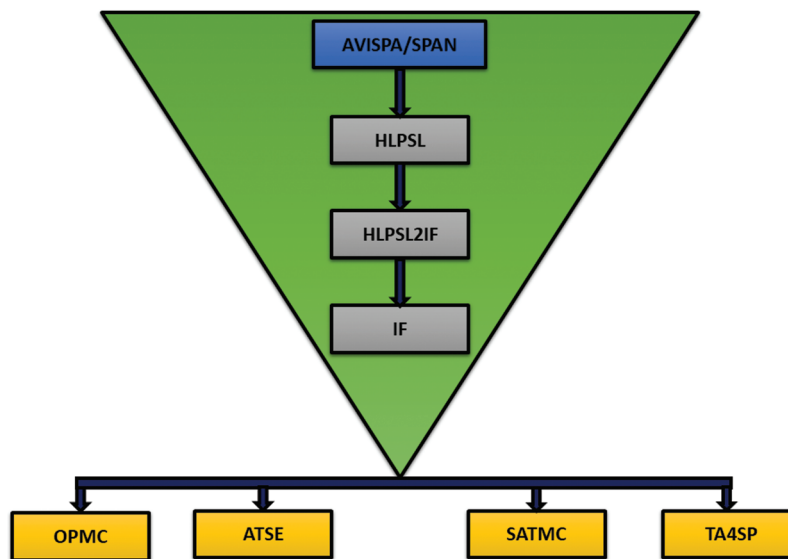 AVISPA/SPAN
HLPSL
HLPSL2IF
IF
OPMC
ATSE
SATMC
TA4SP